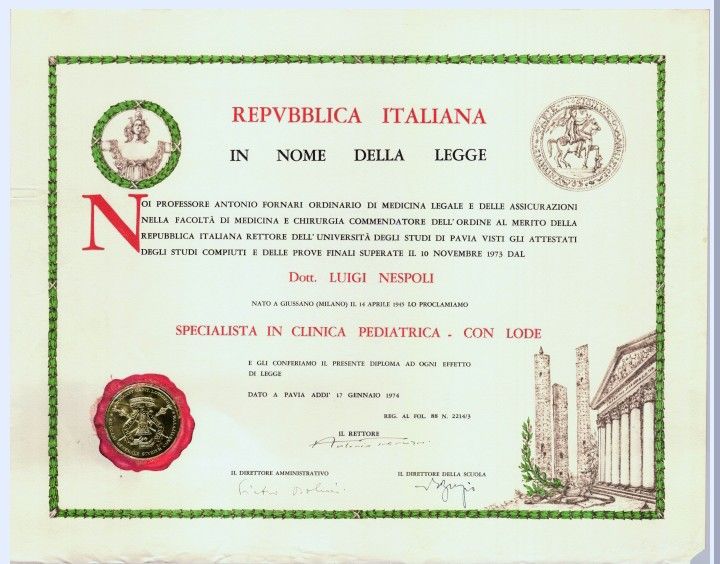 REPVBBLICA ITALIANA
IN NOME DELLA LEGGE
NOI PROFESSORE ANTONIO FORNARI ORDINARIO DI MEDICINA LEGALE E DELLE ASSICURAZIONI
NELLA FACOLTÀ DI MEDICINA E CHIRURGIA COMMENDATORE DELL'ORDINE AL MERITO DELLA
REPUBBLICA ITALIANA RETTORE DELL'UNIVERSITÀ DEGLI STUDI DI PAVIA VISTI GLI ATTESTATI
DEGLI STUDI COMPIUTI E DELLE PROVE FINALI SUPERATE IL 10 NOVEMBRE 1973 DAL
Dott. LUIGI NESPOLI
NATO A GIUSSANO (MILANO) IL 14 APRILE 1945 LO PROCLAMIAMO
SPECIALISTA IN CLINICA PEDIATRICA - CON LODE
E GLI CONFERIAMO IL PRESENTE DIPLOMA AD OGNI EFFETTO
DI LEGGE
DATO A PAVIA ADDI' 17 GENNAIO 1974
REG. AL FOL. 88 N. 2214/3
IL RETTORE
IL DIRETTORE AMMINISTRATIVO
IL DIRETTORE DELLA SCUOLA